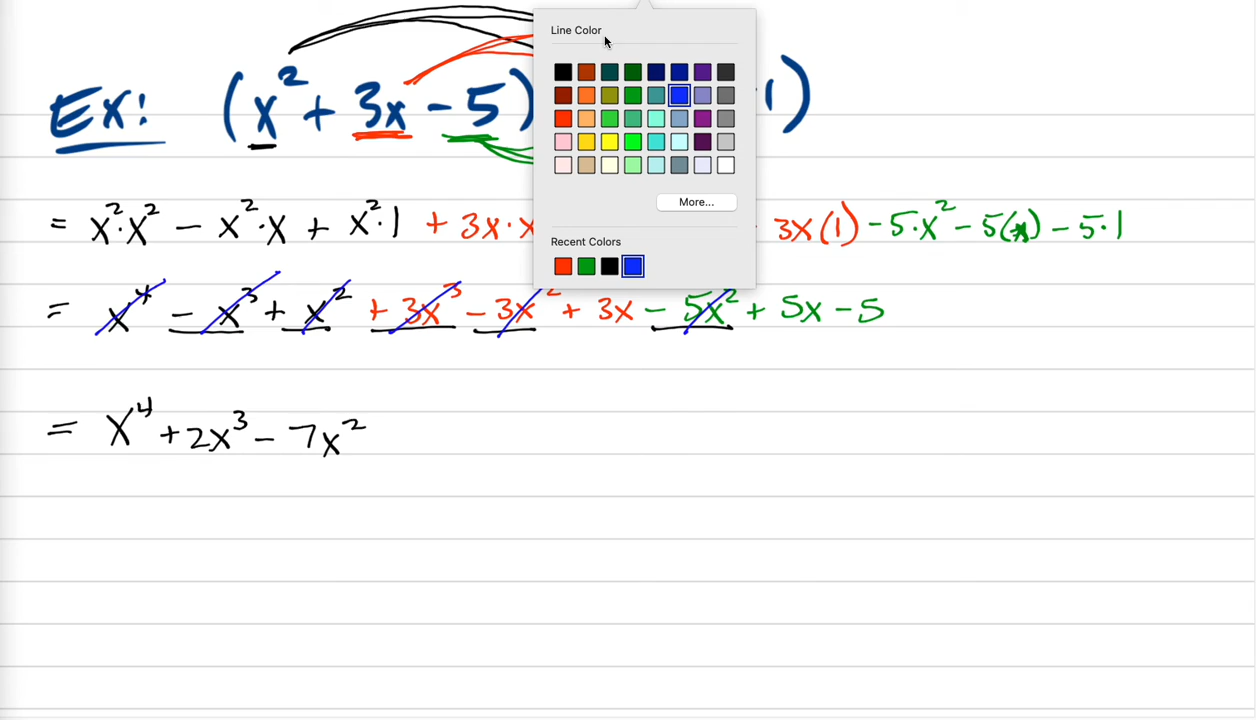 Line Color
Ex: (x² + 3x - 5) 1)
More...
= x²·x² - x²·x + x²·1 + 3x·x 3x(1) - 5·x² - 5(x) - 5·1
Recent Colors
= x⁴ - x³ + x² + 3x³ - 3x² + 3x - 5x² + 5x - 5
= x⁴ + 2x³ - 7x²